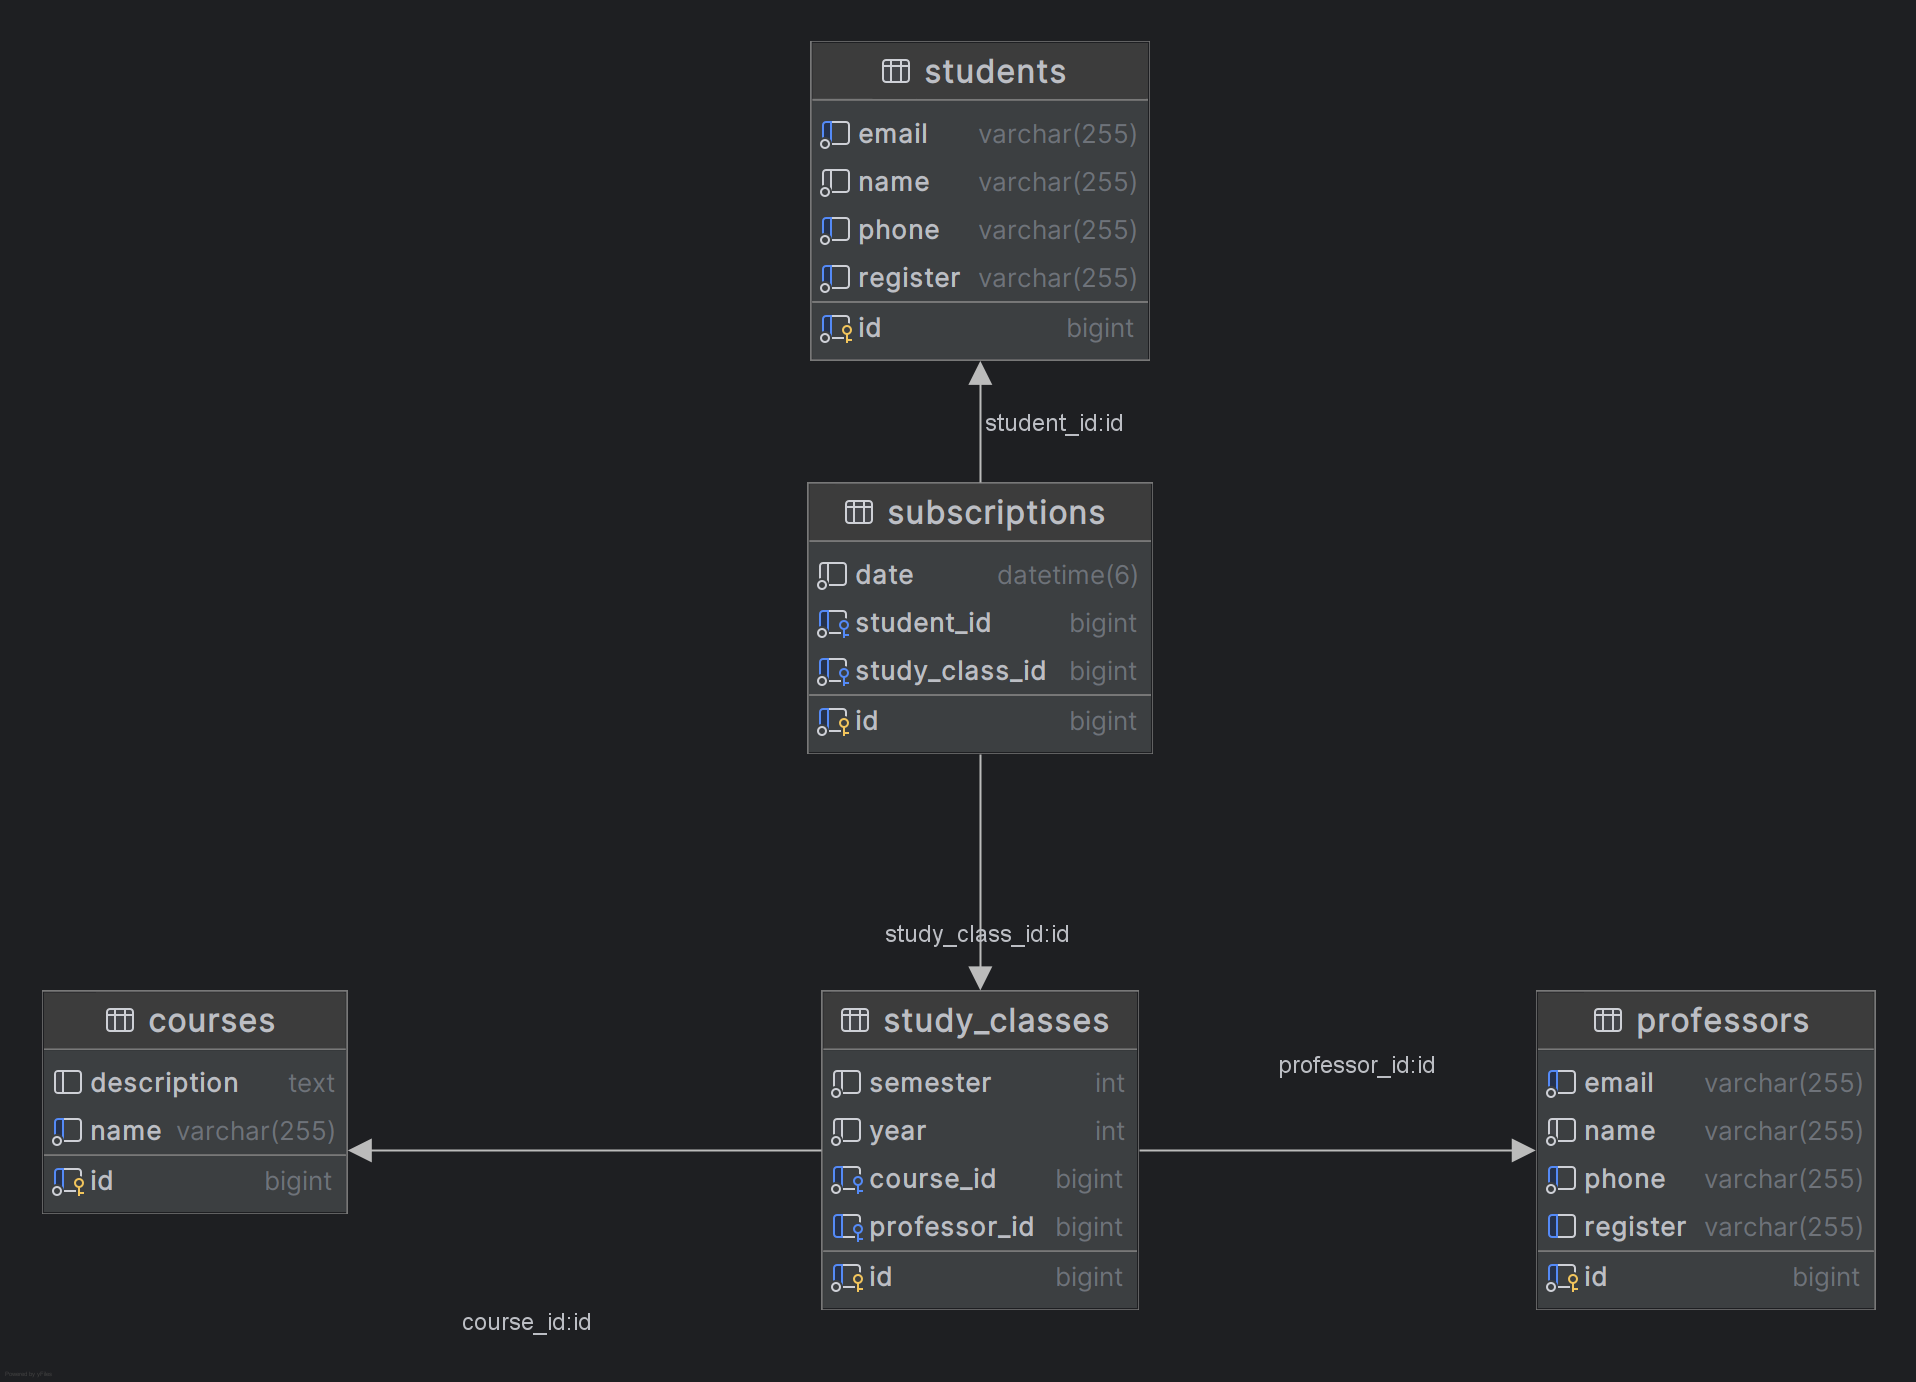 students
email varchar(255)
name varchar(255)
phone varchar(255)
register varchar(255)
id bigint
student_id:id
subscriptions
date datetime(6)
student_id bigint
study_class_id bigint
id bigint
study_class_id:id
courses
description text
name varchar(255)
id bigint
course_id:id
study_classes
semester int
year int
course_id bigint
professor_id bigint
id bigint
professor_id:id
professors
email varchar(255)
name varchar(255)
phone varchar(255)
register varchar(255)
id bigint
Powered by yFiles